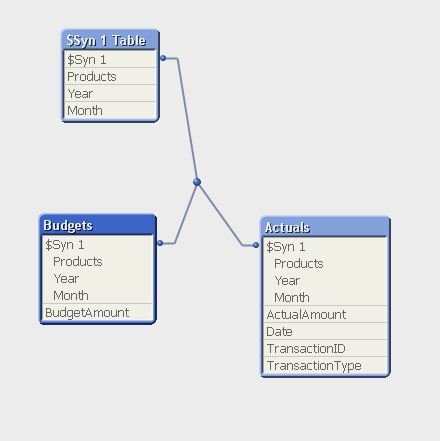 $Syn 1 Table
$Syn 1
Products
Year
Month
Budgets
$Syn 1
Products
Year
Month
BudgetAmount
Actuals
$Syn 1
Products
Year
Month
ActualAmount
Date
TransactionID
TransactionType